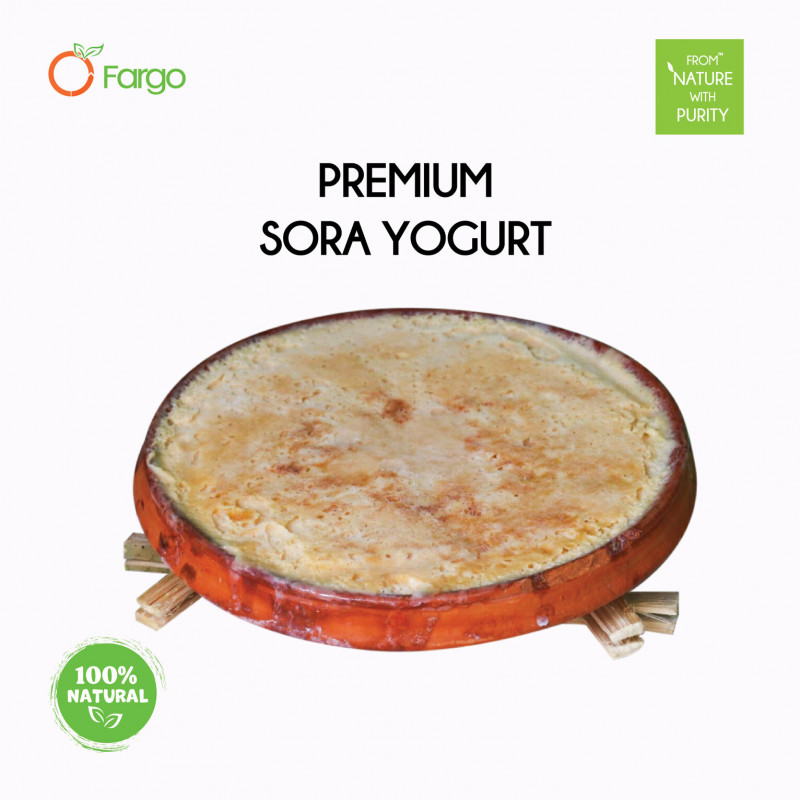 Fargo
FROM™
NATURE
WITH
PURITY
PREMIUM
SORA YOGURT
100%
NATURAL